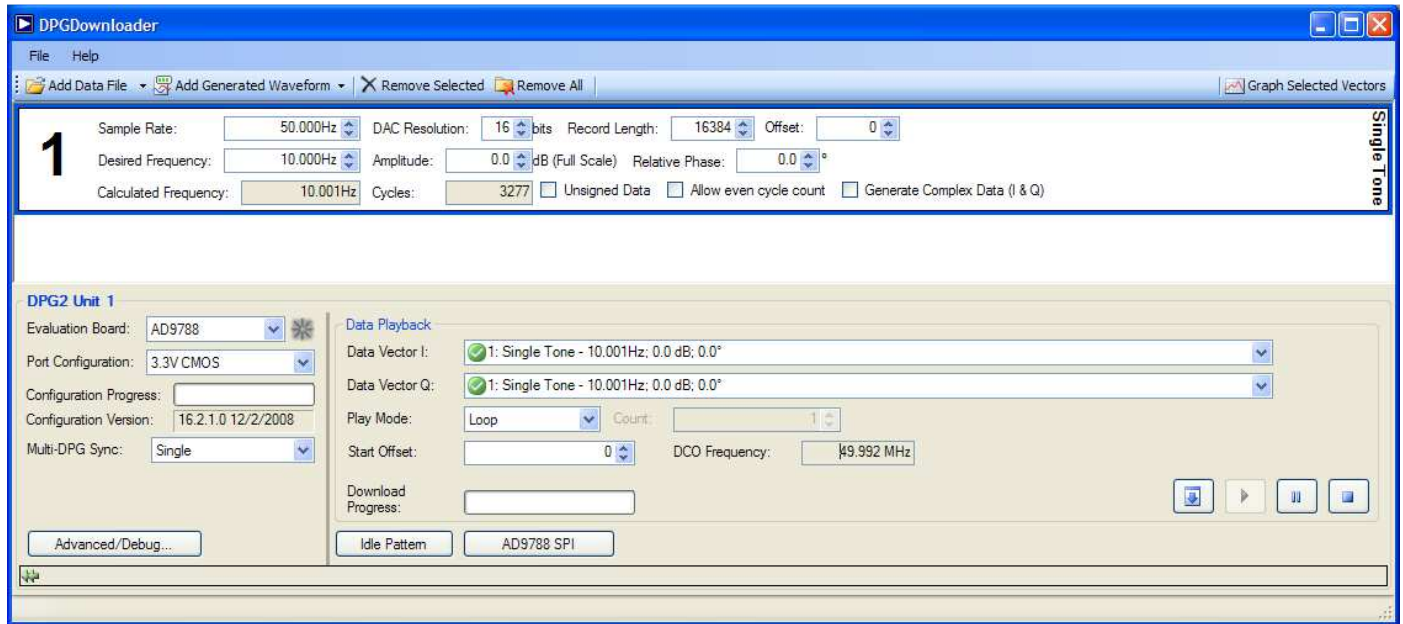 DPGDownloader
File Help
Add Data File Add Generated Waveform Remove Selected Remove All Graph Selected Vectors
1
Sample Rate: 50.000Hz DAC Resolution: 16 bits Record Length: 16384 Offset: 0
Desired Frequency: 10.000Hz Amplitude: 0.0 dB (Full Scale) Relative Phase: 0.0 °
Calculated Frequency: 10.001Hz Cycles: 3277 Unsigned Data Allow even cycle count Generate Complex Data (I & Q)
Single Tone
DPG2 Unit 1
Evaluation Board: AD9788
Port Configuration: 3.3V CMOS
Configuration Progress:
Configuration Version: 16.2.1.0 12/2/2008
Multi-DPG Sync: Single
Advanced/Debug...
Data Playback
Data Vector I: 1: Single Tone - 10.001Hz; 0.0 dB; 0.0°
Data Vector Q: 1: Single Tone - 10.001Hz; 0.0 dB; 0.0°
Play Mode: Loop Count: 1
Start Offset: 0 DCO Frequency: 49.992 MHz
Download
Progress:
Idle Pattern AD9788 SPI